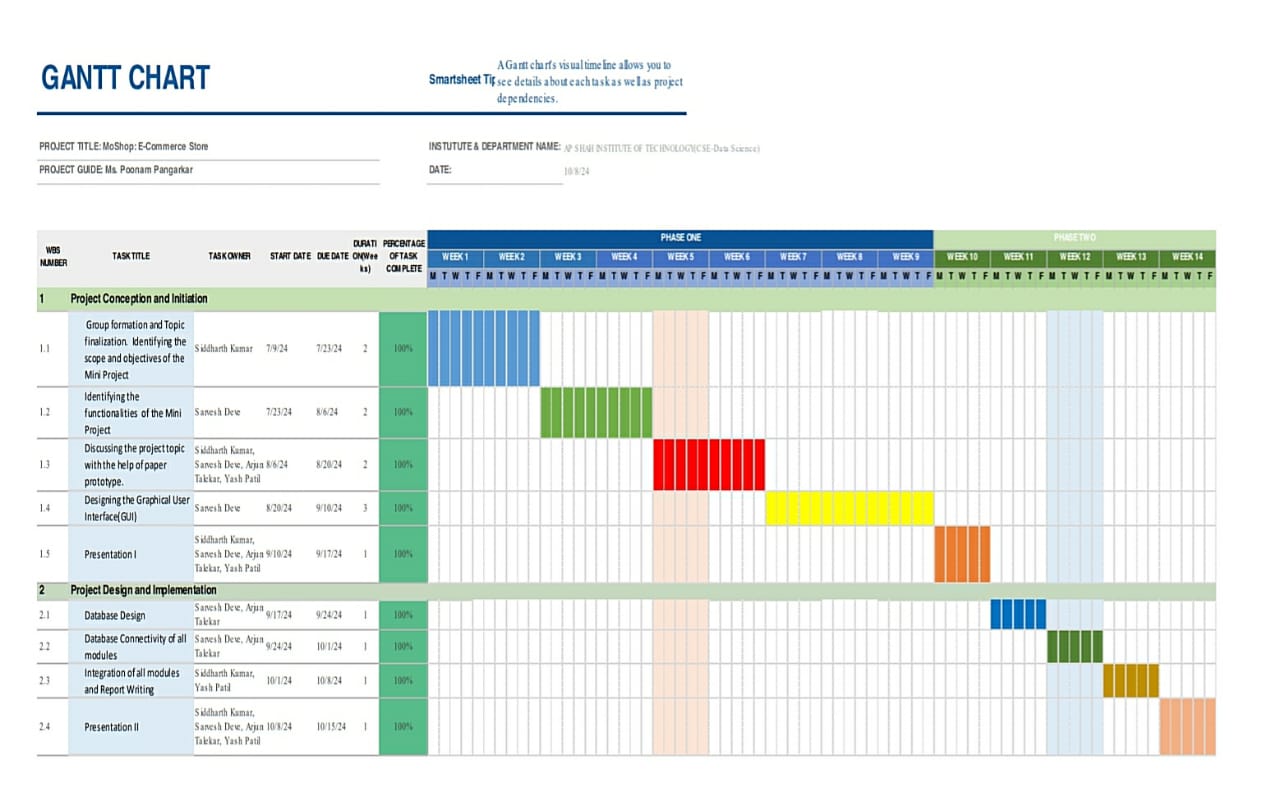 GANTT CHART
Smartsheet Tip
A Gantt chart's visual timeline allows you to
see details about each task as well as project
dependencies.
PROJECT TITLE: MoShop: E-Commerce Store
INSTUTUTE & DEPARTMENT NAME: AP SHAH INSTITUTE OF TECHNOLOGY(CSE-Data Science)
PROJECT GUIDE: Ms. Poonam Pangarkar
DATE: 10/8/24
WBS
NUMBER
TASK TITLE
TASK OWNER
START DATE
DUE DATE
DURATI
ON(Wee
ks)
PERCENTAGE
OF TASK
COMPLETE
PHASE ONE
PHASE TWO
WEEK 1 WEEK 2 WEEK 3 WEEK 4 WEEK 5 WEEK 6 WEEK 7 WEEK 8 WEEK 9 WEEK 10 WEEK 11 WEEK 12 WEEK 13 WEEK 14
M T W T F M T W T F M T W T F M T W T F M T W T F M T W T F M T W T F M T W T F M T W T F M T W T F M T W T F M T W T F M T W T F M T W T F
1 Project Conception and Initiation
1.1
Group formation and Topic
finalization. Identifying the
scope and objectives of the
Mini Project
Siddharth Kumar
7/9/24 7/23/24 2 100%
1.2
Identifying the
functionalities of the Mini
Project
Sarvesh Deve
7/23/24 8/6/24 2 100%
1.3
Discussing the project topic
with the help of paper
prototype.
Siddharth Kumar,
Sarvesh Deve, Arjun
Talekar, Yash Patil
8/6/24 8/20/24 2 100%
1.4
Designing the Graphical User
Interface(GUI)
Sarvesh Deve
8/20/24 9/10/24 3 100%
1.5
Presentation I
Siddharth Kumar,
Sarvesh Deve, Arjun
Talekar, Yash Patil
9/10/24 9/17/24 1 100%
2 Project Design and Implementation
2.1
Database Design
Sarvesh Deve, Arjun
Talekar
9/17/24 9/24/24 1 100%
2.2
Database Connectivity of all
modules
Sarvesh Deve, Arjun
Talekar
9/24/24 10/1/24 1 100%
2.3
Integration of all modules
and Report Writing
Siddharth Kumar,
Yash Patil
10/1/24 10/8/24 1 100%
2.4
Presentation II
Siddharth Kumar,
Sarvesh Deve, Arjun
Talekar, Yash Patil
10/8/24 10/15/24 1 100%